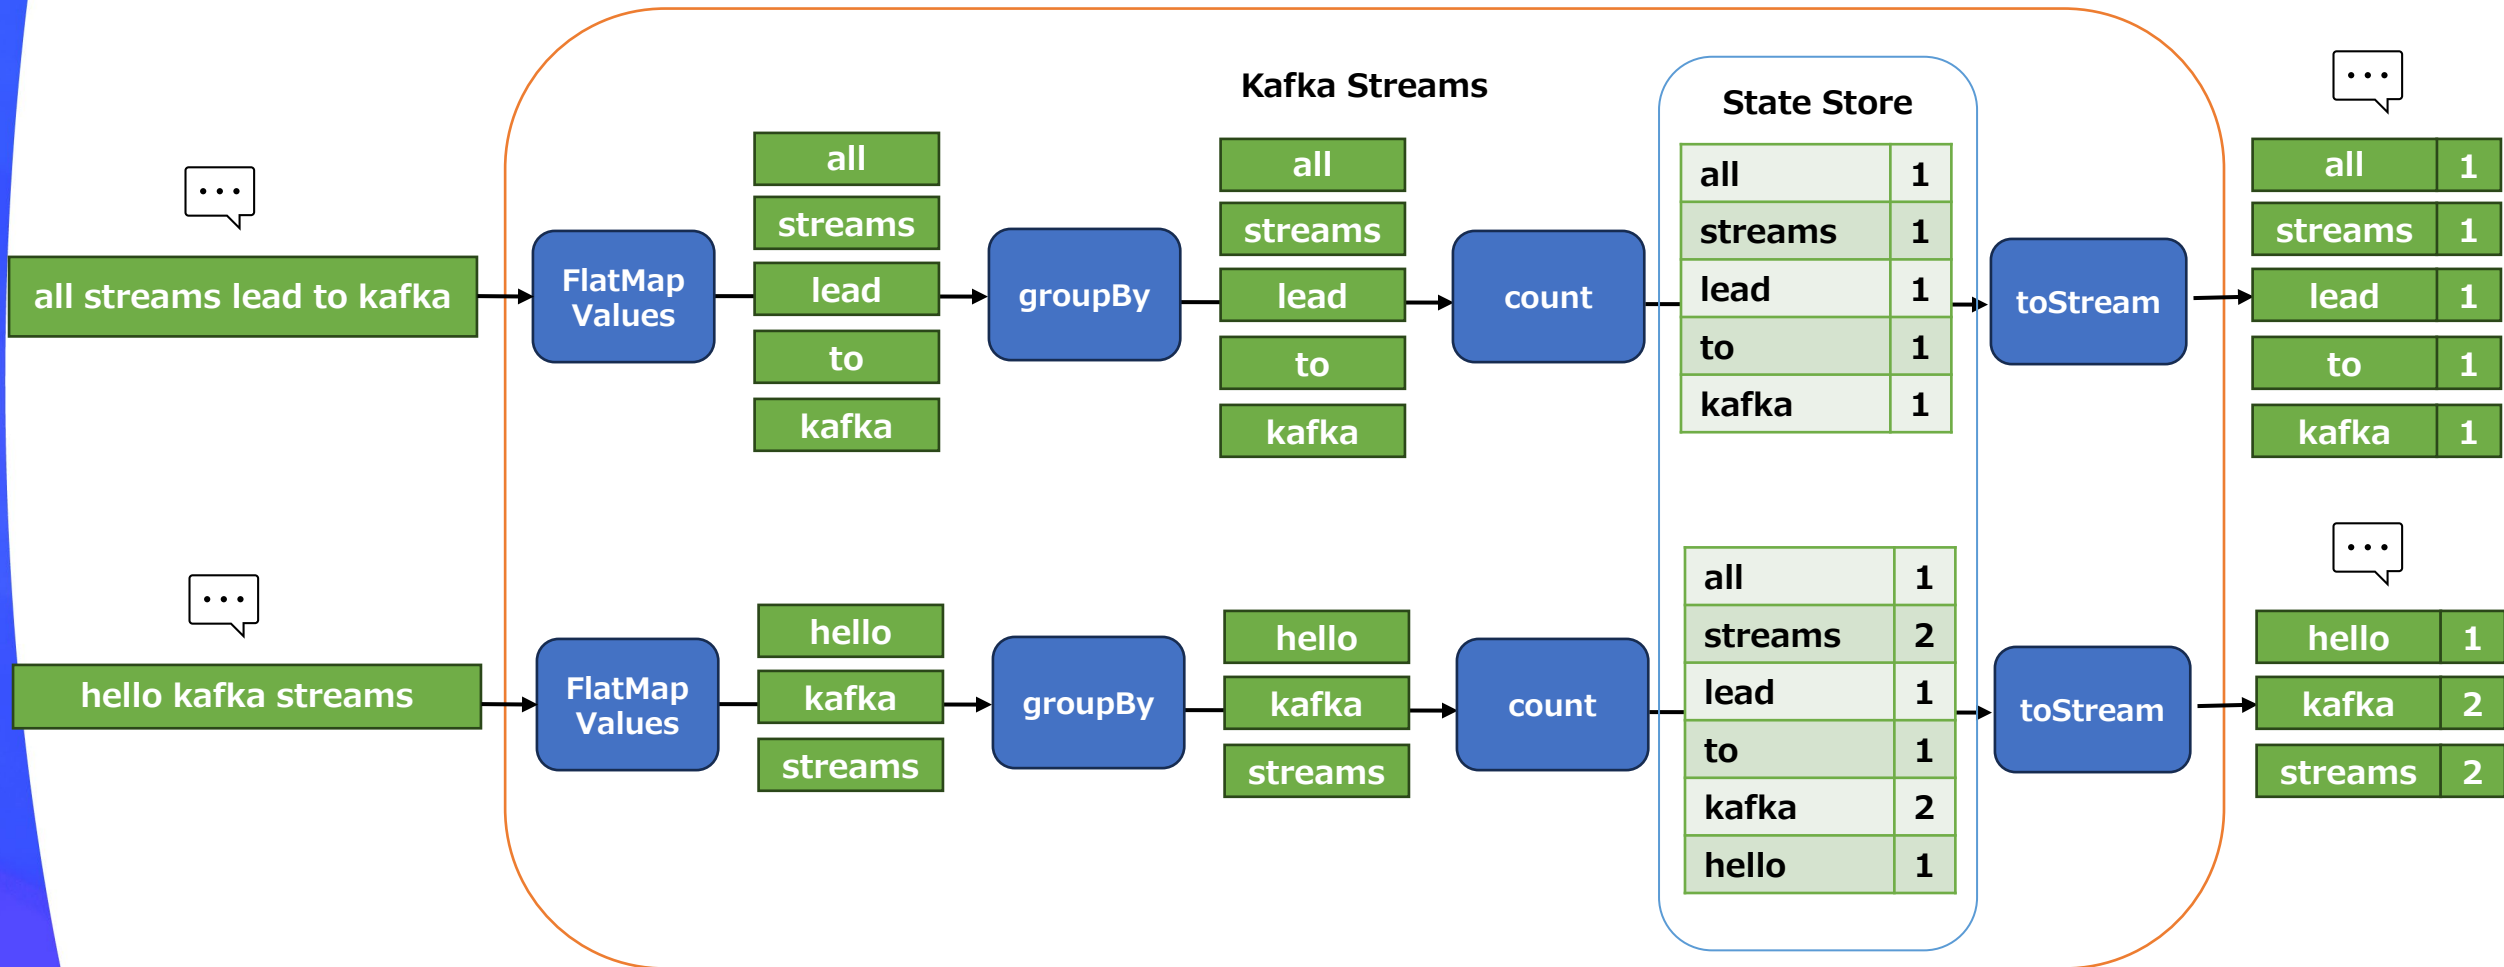 Kafka Streams
State Store
all streams lead to kafka
FlatMap
Values
all
streams
lead
to
kafka
groupBy
all
streams
lead
to
kafka
count
all 1
streams 1
lead 1
to 1
kafka 1
toStream
all 1
streams 1
lead 1
to 1
kafka 1
hello kafka streams
FlatMap
Values
hello
kafka
streams
groupBy
hello
kafka
streams
count
all 1
streams 2
lead 1
to 1
kafka 2
hello 1
toStream
hello 1
kafka 2
streams 2